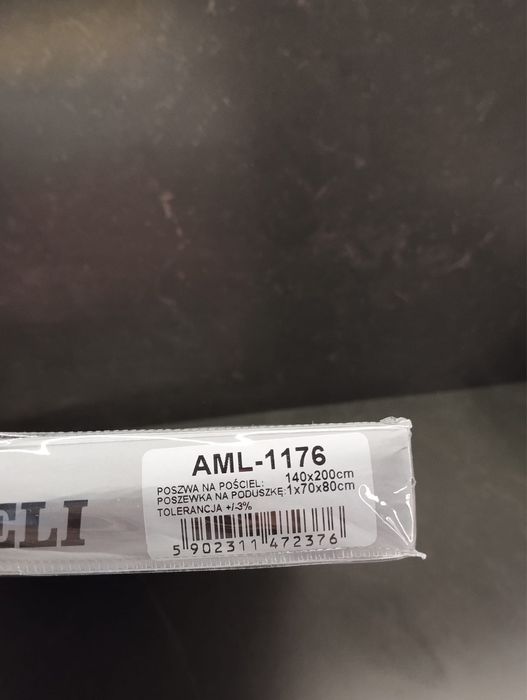 AML-1176
POSZWA NA POŚCIEL: 140x200cm
POSZEWKA NA PODUSZKĘ:1x70x80cm
TOLERANCJA +/-3%
5 902311 472376
ELI